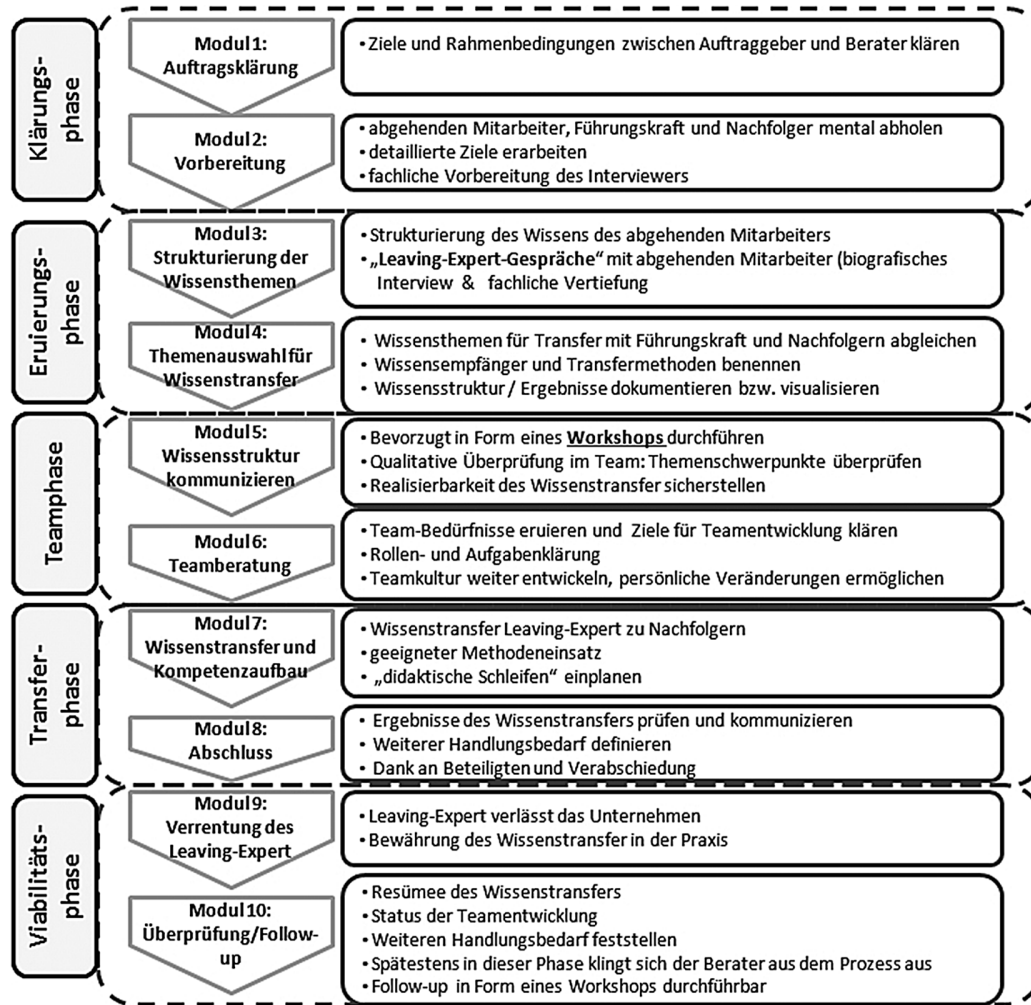 Klärungs-
phase
Modul 1:
Auftragsklärung
• Ziele und Rahmenbedingungen zwischen Auftraggeber und Berater klären
Modul 2:
Vorbereitung
• abgehenden Mitarbeiter, Führungskraft und Nachfolger mental abholen
• detaillierte Ziele erarbeiten
• fachliche Vorbereitung des Interviewers
Eruierungs-
phase
Modul 3:
Strukturierung der
Wissensthemen
• Strukturierung des Wissens des abgehenden Mitarbeiters
• „Leaving-Expert-Gespräche“ mit abgehenden Mitarbeiter (biografisches
Interview & fachliche Vertiefung
Modul 4:
Themenauswahl für
Wissenstransfer
• Wissensthemen für Transfer mit Führungskraft und Nachfolgern abgleichen
• Wissensempfänger und Transfermethoden benennen
• Wissensstruktur / Ergebnisse dokumentieren bzw. visualisieren
Teamphase
Modul 5:
Wissensstruktur
kommunizieren
• Bevorzugt in Form eines Workshops durchführen
• Qualitative Überprüfung im Team: Themenschwerpunkte überprüfen
• Realisierbarkeit des Wissenstransfer sicherstellen
Modul 6:
Teamberatung
• Team-Bedürfnisse eruieren und Ziele für Teamentwicklung klären
• Rollen- und Aufgabenklärung
• Teamkultur weiter entwickeln, persönliche Veränderungen ermöglichen
Transfer-
phase
Modul 7:
Wissenstransfer und
Kompetenzaufbau
• Wissenstransfer Leaving-Expert zu Nachfolgern
• geeigneter Methodeneinsatz
• „didaktische Schleifen“ einplanen
Modul 8:
Abschluss
• Ergebnisse des Wissenstransfers prüfen und kommunizieren
• Weiterer Handlungsbedarf definieren
• Dank an Beteiligten und Verabschiedung
Viabilitäts-
phase
Modul 9:
Verrentung des
Leaving-Expert
• Leaving-Expert verlässt das Unternehmen
• Bewährung des Wissenstransfer in der Praxis
Modul 10:
Überprüfung/Follow-
up
• Resümee des Wissenstransfers
• Status der Teamentwicklung
• Weiteren Handlungsbedarf feststellen
• Spätestens in dieser Phase klingt sich der Berater aus dem Prozess aus
• Follow-up in Form eines Workshops durchführbar